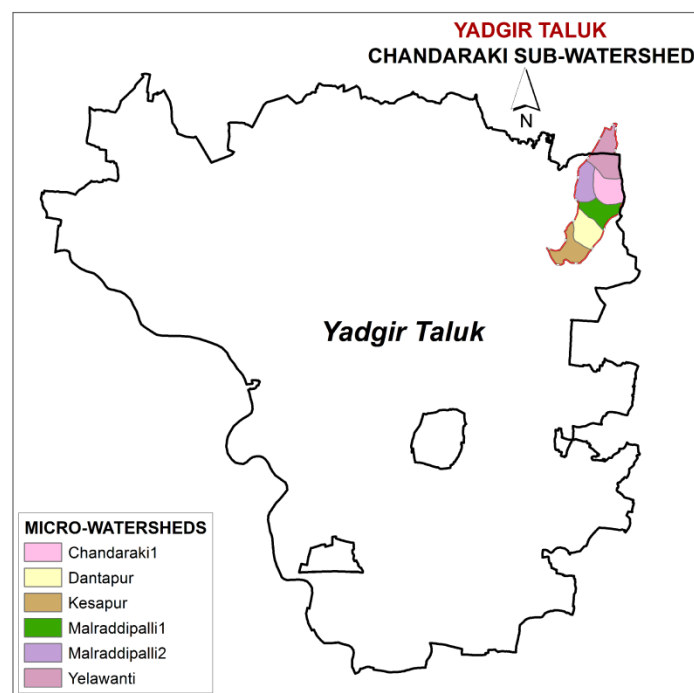 YADGIR TALUK
CHANDARAKI SUB-WATERSHED
N
Yadgir Taluk
MICRO-WATERSHEDS
Chandaraki1
Dantapur
Kesapur
Malraddipalli1
Malraddipalli2
Yelawanti